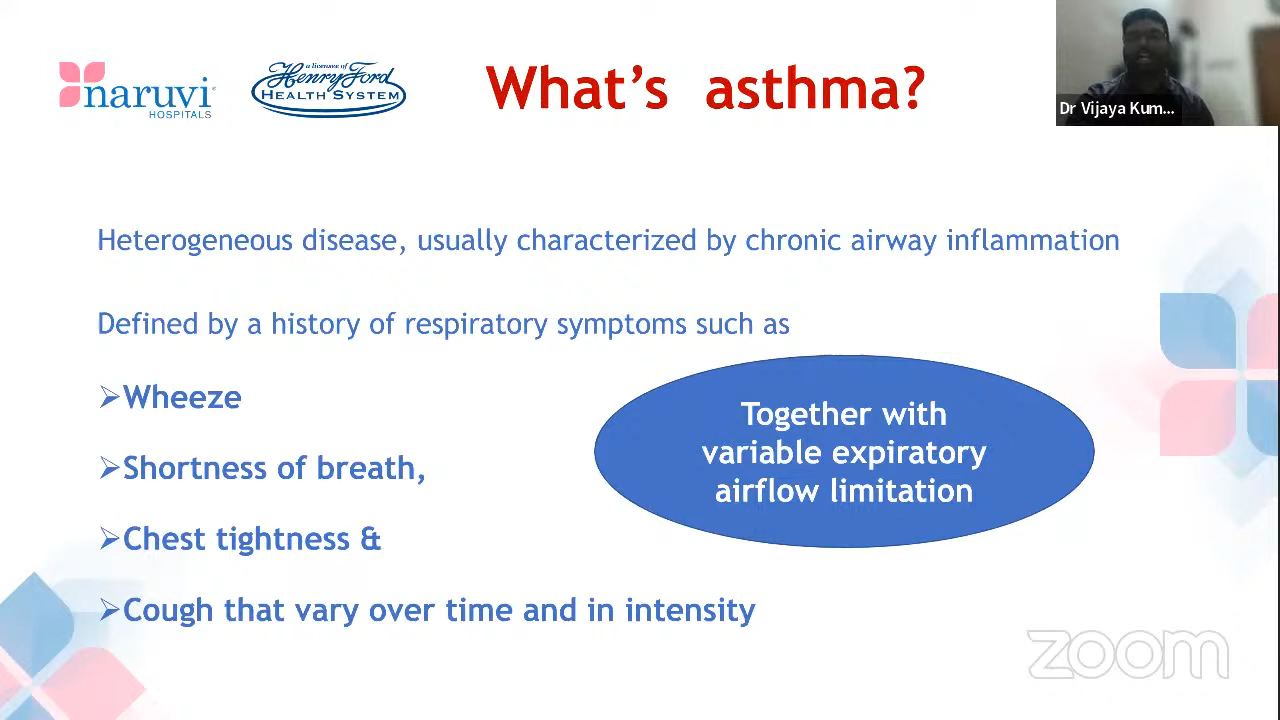 naruvi
HOSPITALS
a licensee of
Henry Ford
HEALTH SYSTEM
What's asthma?
Dr Vijaya Kum...
Heterogeneous disease, usually characterized by chronic airway inflammation
Defined by a history of respiratory symptoms such as
➢Wheeze
➢Shortness of breath,
➢Chest tightness &
➢Cough that vary over time and in intensity
Together with
variable expiratory
airflow limitation
zoom